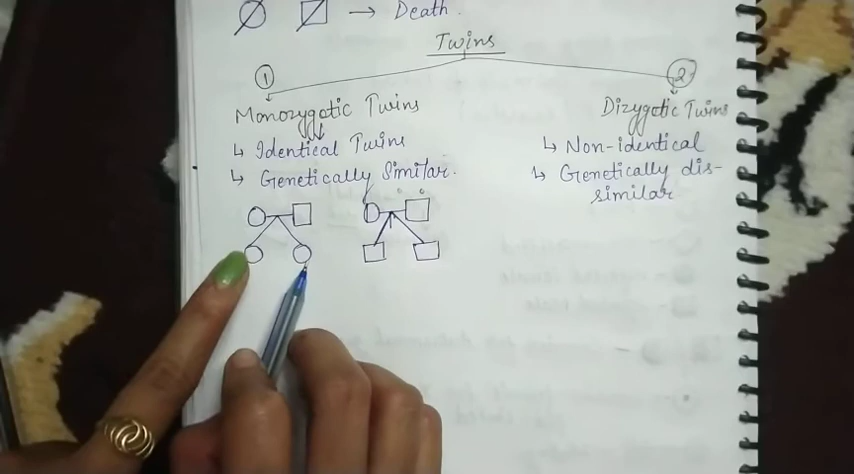 → Death.
Twins
1
2
Monozygotic Twins
↳ Identical Twins
↳ Genetically Similar.
Dizygotic Twins
↳ Non-identical
↳ Genetically dis-
similar